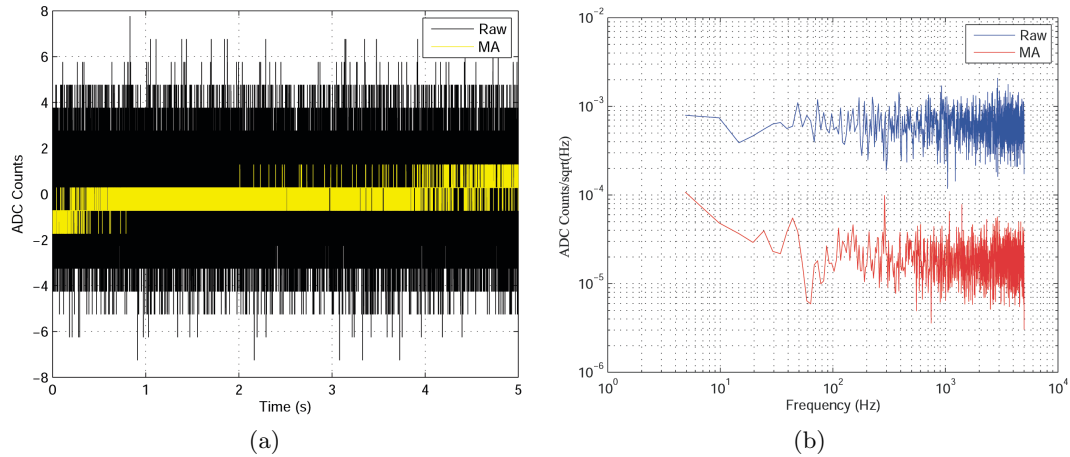 8
6
4
2
0
−2
−4
−6
−8
0 1 2 3 4 5
ADC Counts
Time (s)
Raw
MA
(a)
10^-2
10^-3
10^-4
10^-5
10^-6
10^0 10^1 10^2 10^3 10^4
ADC Counts/sqrt(Hz)
Frequency (Hz)
Raw
MA
(b)